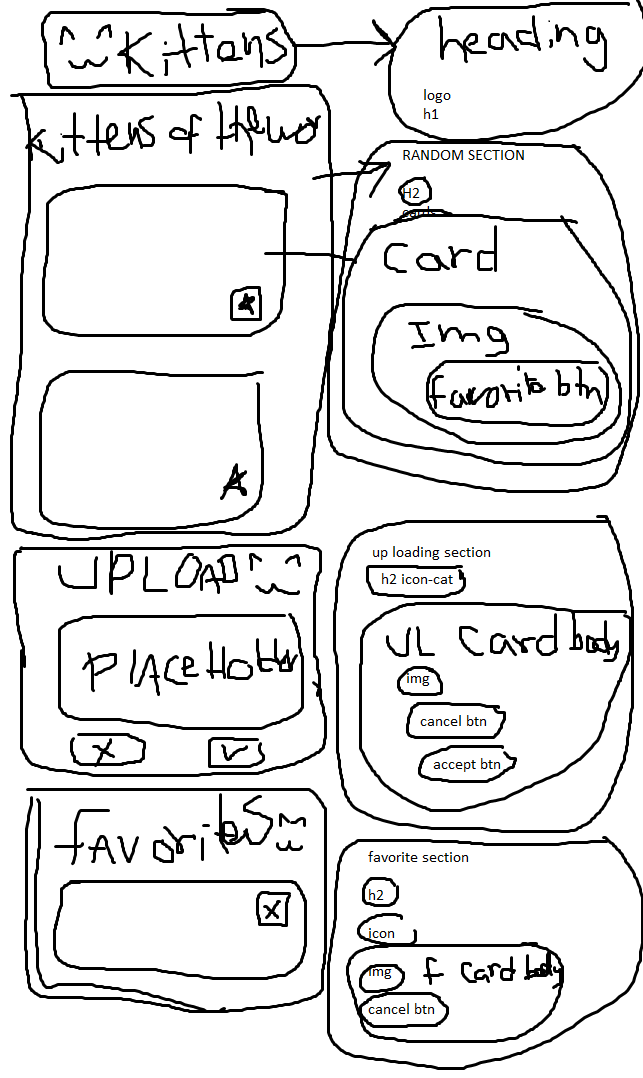 Kittens
heading
logo
h1
Kittens of the wor
RANDOM SECTION
H2
cards
Card
Img
favorite btn
UPLOAD
PLACEHolder
X
V
up loading section
h2 icon-cat
UL Card body
img
cancel btn
accept btn
fAvorites
X
favorite section
h2
icon
img
f card body
cancel btn